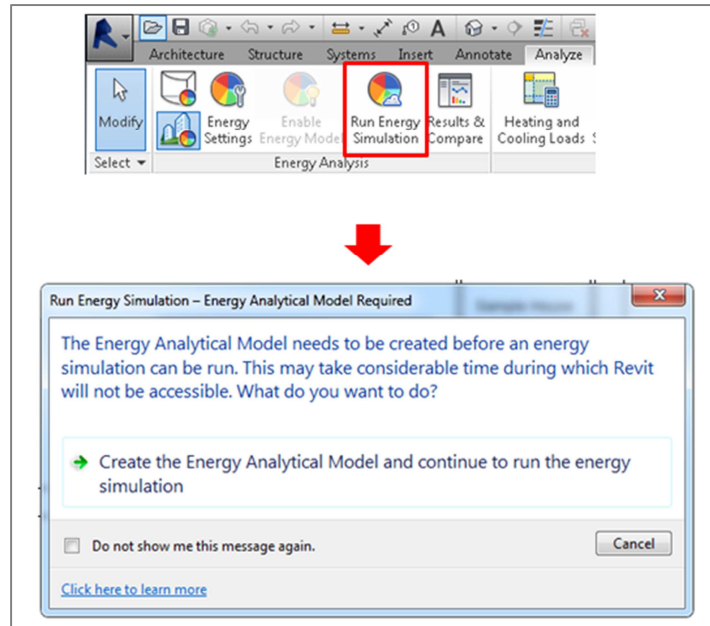 Architecture Structure Systems Insert Annotate Analyze
Modify Energy Settings Enable Energy Model Run Energy Simulation Results & Compare Heating and Cooling Loads
Select Energy Analysis
Run Energy Simulation – Energy Analytical Model Required
The Energy Analytical Model needs to be created before an energy
simulation can be run. This may take considerable time during which Revit
will not be accessible. What do you want to do?
Create the Energy Analytical Model and continue to run the energy
simulation
Do not show me this message again. Cancel
Click here to learn more